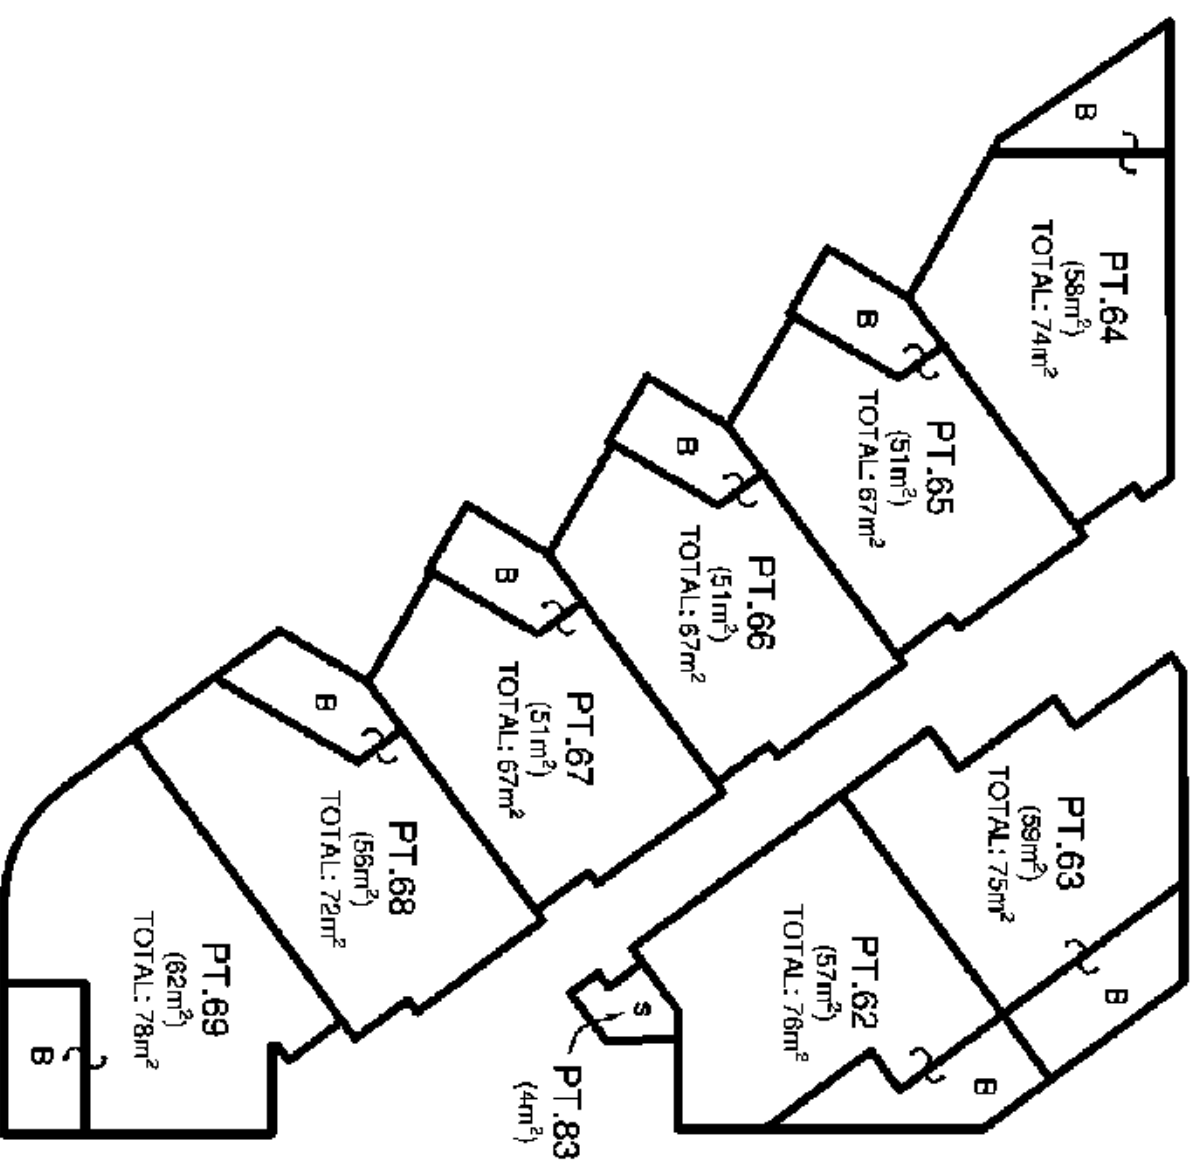 B
PT.64
(58m²)
TOTAL: 74m²
B
PT.65
(51m²)
TOTAL: 67m²
B
PT.66
(51m²)
TOTAL: 67m²
B
PT.67
(51m²)
TOTAL: 67m²
B
PT.68
(56m²)
TOTAL: 72m²
PT.69
(62m²)
TOTAL: 78m²
B
PT.63
(59m²)
TOTAL: 75m²
B
PT.62
(57m²)
TOTAL: 76m²
B
S
PT.83
(4m²)